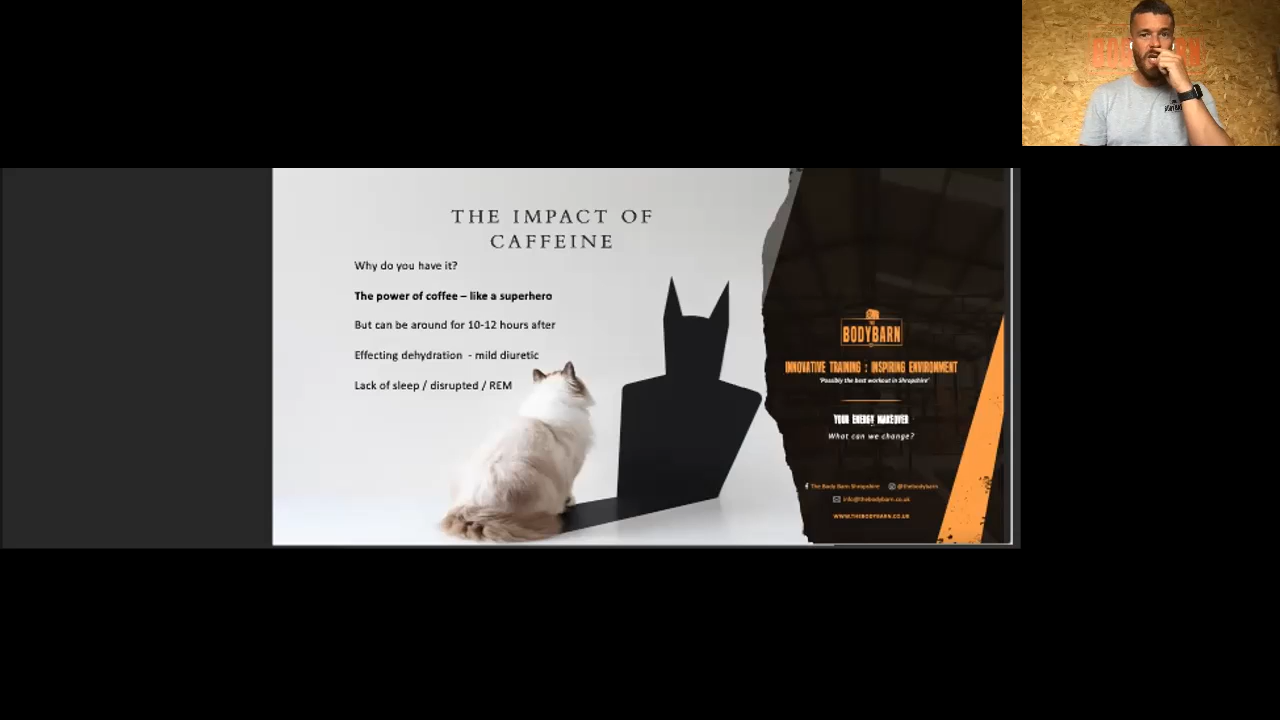 THE IMPACT OF
CAFFEINE
Why do you have it?
The power of coffee – like a superhero
But can be around for 10-12 hours after
Effecting dehydration - mild diuretic
Lack of sleep / disrupted / REM
THE
BODYBARN
INNOVATIVE TRAINING : INSPIRING ENVIRONMENT
'Possibly the best workout in Shropshire'
YOUR ENERGY MAKEOVER
What can we change?
The Body Barn Shropshire @thebodybarn
info@thebodybarn.co.uk
WWW.THEBODYBARN.CO.UK